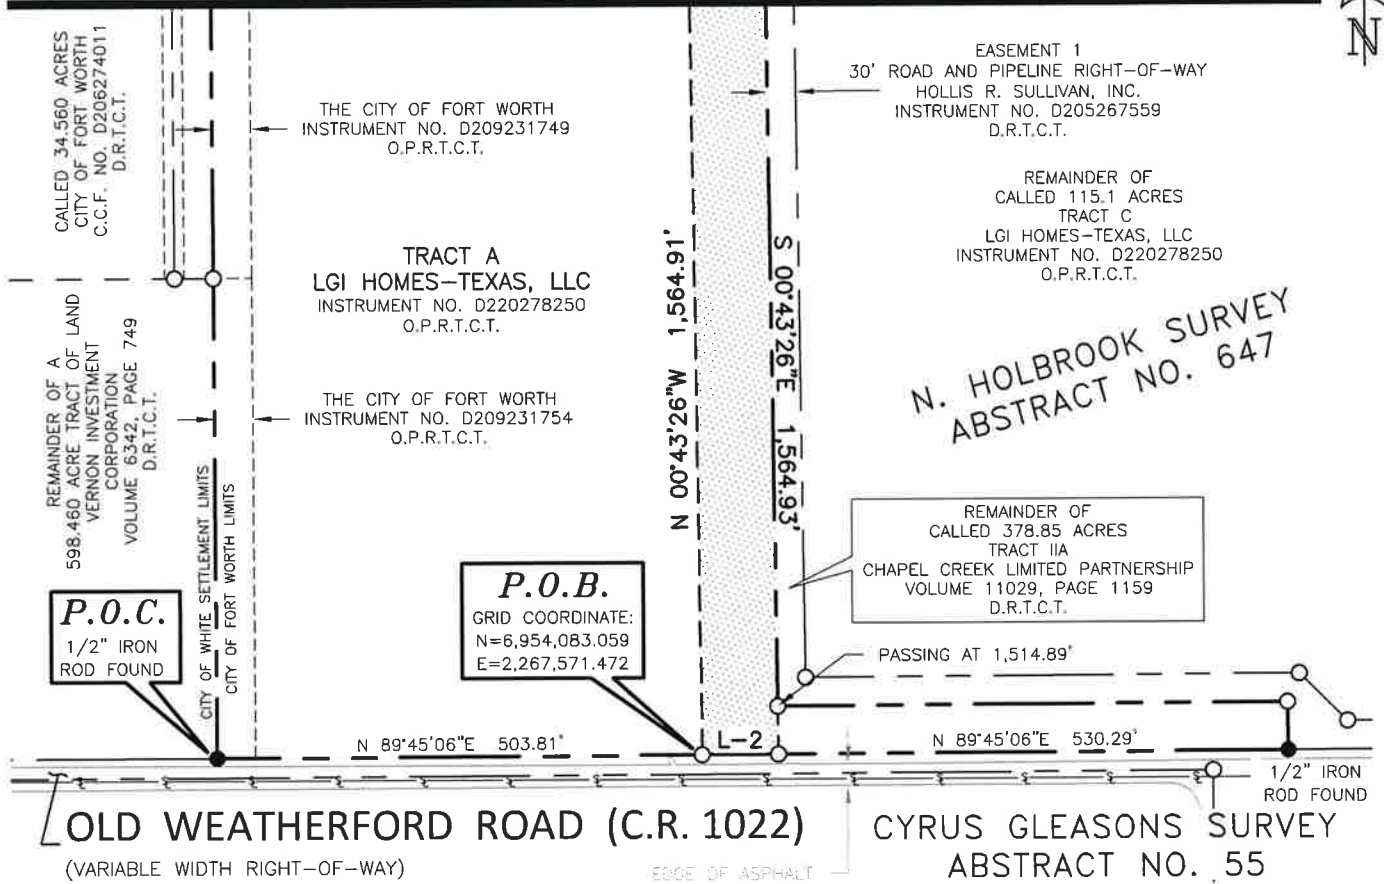 N
CALLED 34.560 ACRES
CITY OF FORT WORTH
C.C.F. NO. D206274011
D.R.T.C.T.
THE CITY OF FORT WORTH
INSTRUMENT NO. D209231749
O.P.R.T.C.T.
EASEMENT 1
30' ROAD AND PIPELINE RIGHT-OF-WAY
HOLLIS R. SULLIVAN, INC.
INSTRUMENT NO. D205267559
D.R.T.C.T.
REMAINDER OF
CALLED 115.1 ACRES
TRACT C
LGI HOMES-TEXAS, LLC
INSTRUMENT NO. D220278250
O.P.R.T.C.T.
TRACT A
LGI HOMES-TEXAS, LLC
INSTRUMENT NO. D220278250
O.P.R.T.C.T.
N 00°43'26"W 1,564.91'
S 00°43'26"E 1,564.93'
N. HOLBROOK SURVEY
ABSTRACT NO. 647
REMAINDER OF A
598.460 ACRE TRACT OF LAND
VERNON INVESTMENT
CORPORATION
VOLUME 6342, PAGE 749
D.R.T.C.T.
THE CITY OF FORT WORTH
INSTRUMENT NO. D209231754
O.P.R.T.C.T.
CITY OF WHITE SETTLEMENT LIMITS
CITY OF FORT WORTH LIMITS
REMAINDER OF
CALLED 378.85 ACRES
TRACT IIA
CHAPEL CREEK LIMITED PARTNERSHIP
VOLUME 11029, PAGE 1159
D.R.T.C.T.
P.O.C.
1/2" IRON
ROD FOUND
P.O.B.
GRID COORDINATE:
N=6,954,083.059
E=2,267,571.472
PASSING AT 1,514.89'
N 89°45'06"E 503.81'
L-2
N 89°45'06"E 530.29'
1/2" IRON
ROD FOUND
OLD WEATHERFORD ROAD (C.R. 1022)
(VARIABLE WIDTH RIGHT-OF-WAY)
EDGE OF ASPHALT
CYRUS GLEASONS SURVEY
ABSTRACT NO. 55